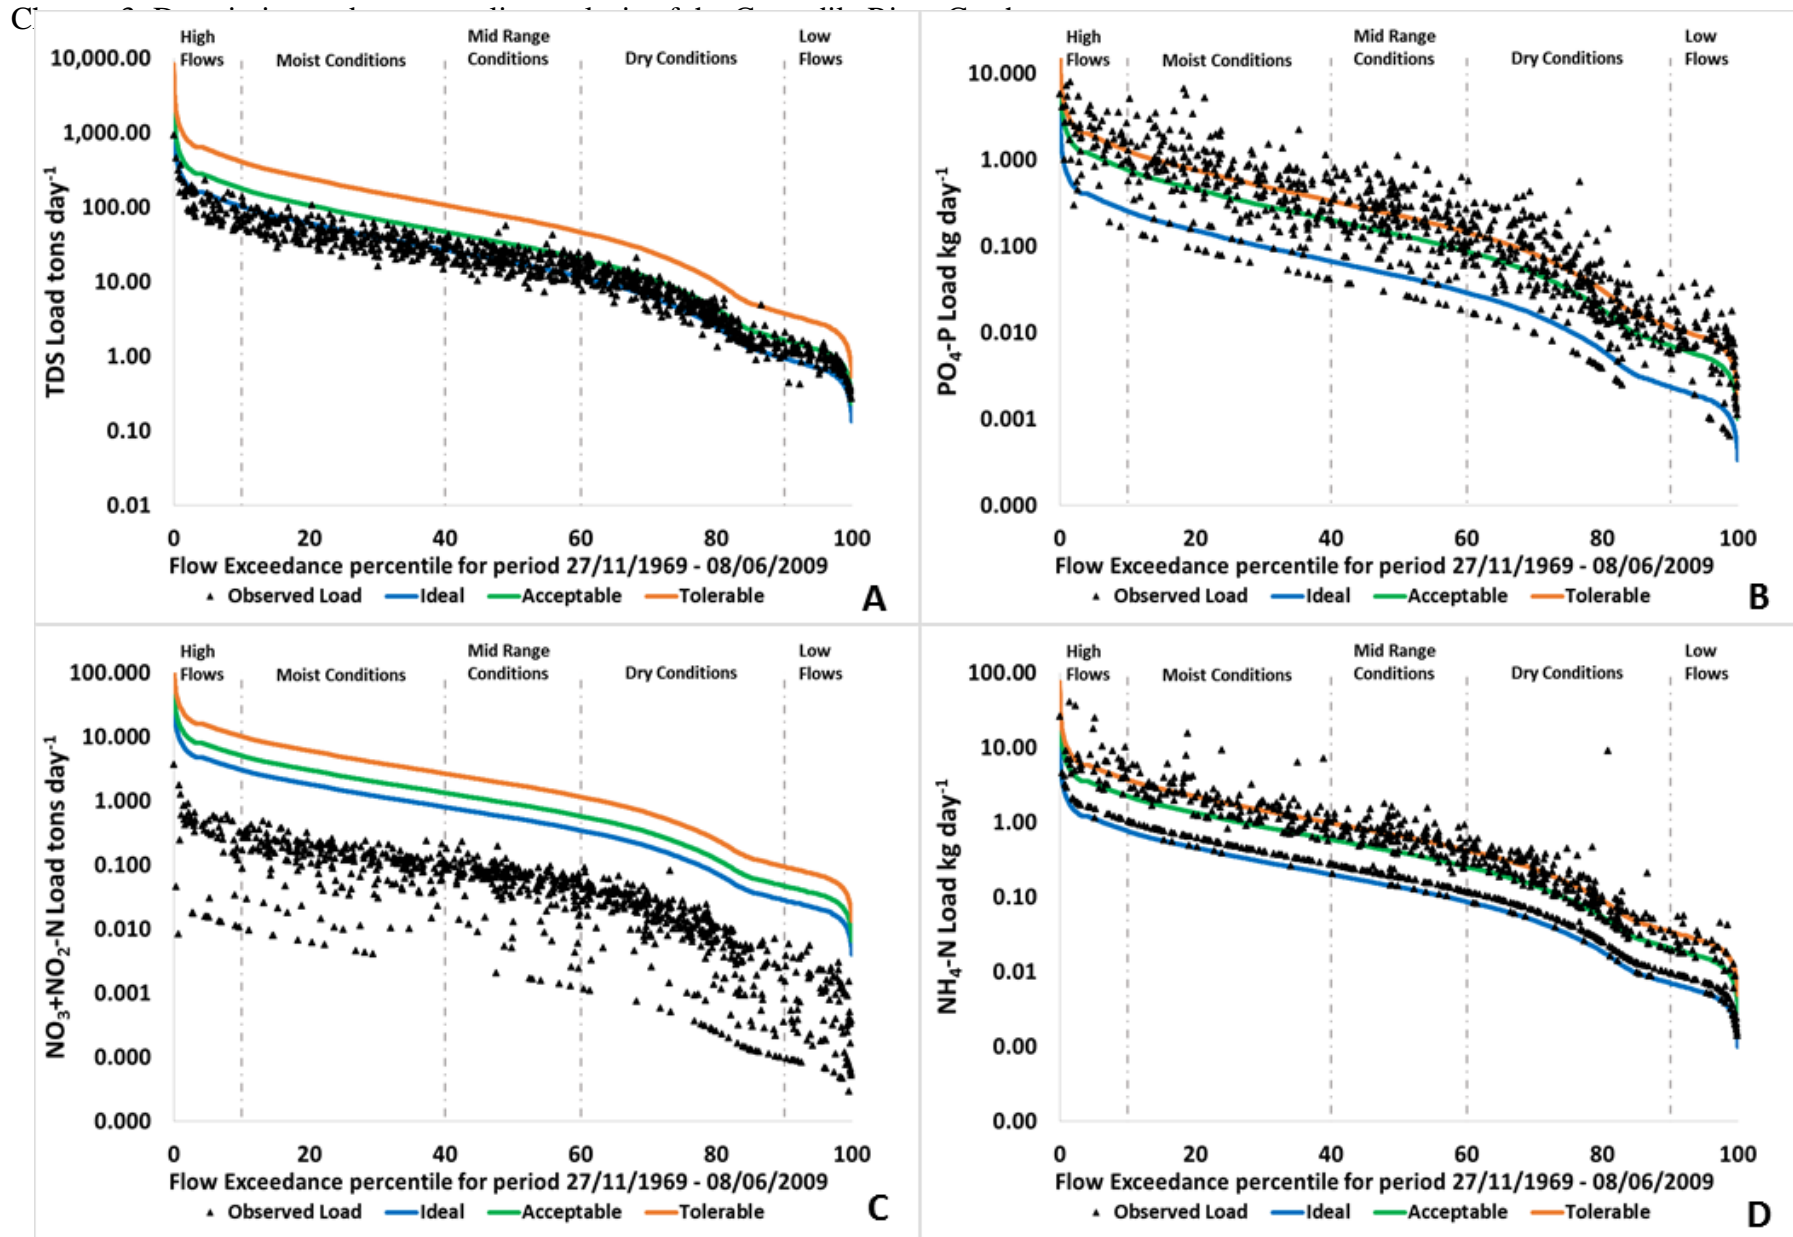 High
Flows
Moist Conditions
Mid Range
Conditions
Dry Conditions
Low
Flows
10,000.00
1,000.00
100.00
10.00
1.00
0.10
0.01
TDS Load tons day-1
0 20 40 60 80 100
Flow Exceedance percentile for period 27/11/1969 - 08/06/2009
Observed Load Ideal Acceptable Tolerable
A
High
Flows
Moist Conditions
Mid Range
Conditions
Dry Conditions
Low
Flows
10.000
1.000
0.100
0.010
0.001
0.000
PO4-P Load kg day-1
0 20 40 60 80 100
Flow Exceedance percentile for period 27/11/1969 - 08/06/2009
Observed Load Ideal Acceptable Tolerable
B
High
Flows
Moist Conditions
Mid Range
Conditions
Dry Conditions
Low
Flows
100.000
10.000
1.000
0.100
0.010
0.001
0.000
0.000
NO3+NO2-N Load tons day-1
0 20 40 60 80 100
Flow Exceedance percentile for period 27/11/1969 - 08/06/2009
Observed Load Ideal Acceptable Tolerable
C
High
Flows
Moist Conditions
Mid Range
Conditions
Dry Conditions
Low
Flows
100.00
10.00
1.00
0.10
0.01
0.00
0.00
NH4-N Load kg day-1
0 20 40 60 80 100
Flow Exceedance percentile for period 27/11/1969 - 08/06/2009
Observed Load Ideal Acceptable Tolerable
D